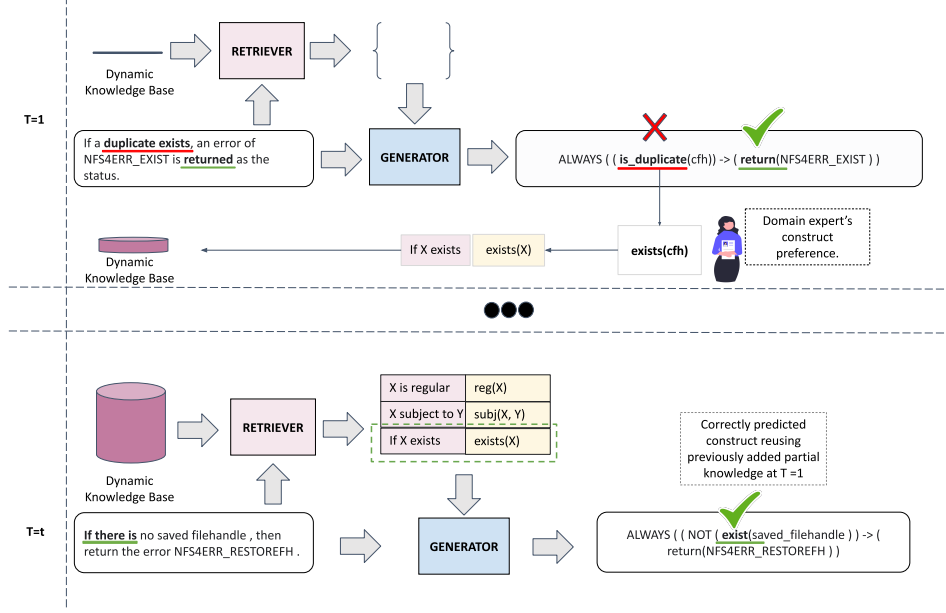 RETRIEVER
{ }
Dynamic
Knowledge Base
T=1
If a duplicate exists, an error of
NFS4ERR_EXIST is returned as the
status.
GENERATOR
ALWAYS ( ( is_duplicate(cfh)) -> ( return(NFS4ERR_EXIST ) )
Dynamic
Knowledge Base
If X exists
exists(X)
exists(cfh)
Domain expert's
construct
preference.
X is regular
reg(X)
X subject to Y
subj(X, Y)
If X exists
exists(X)
RETRIEVER
Dynamic
Knowledge Base
Correctly predicted
construct reusing
previously added partial
knowledge at T =1
T=t
If there is no saved filehandle , then
return the error NFS4ERR_RESTOREFH .
GENERATOR
ALWAYS ( ( NOT ( exist(saved_filehandle ) ) -> (
return(NFS4ERR_RESTOREFH ) )